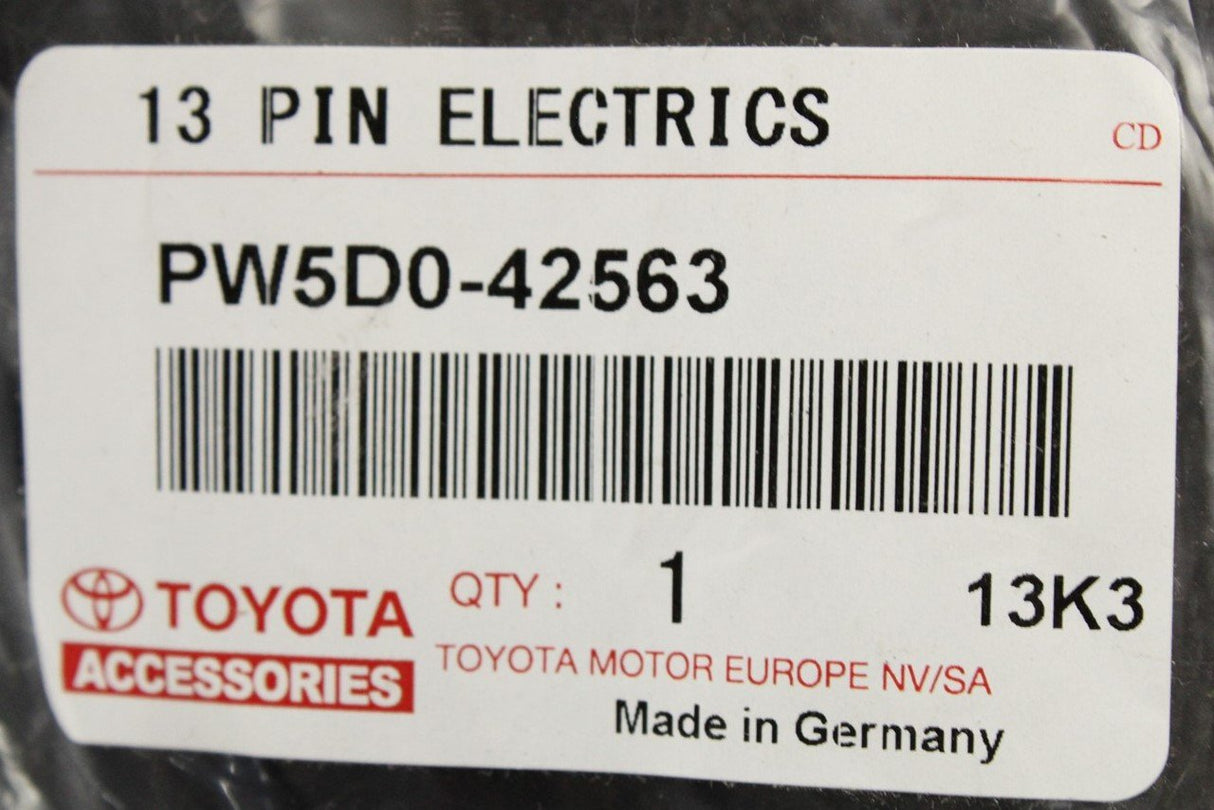 13 PIN ELECTRICS
CD
PW5D0-42563
TOYOTA
ACCESSORIES
QTY : 1 13K3
TOYOTA MOTOR EUROPE NV/SA
Made in Germany